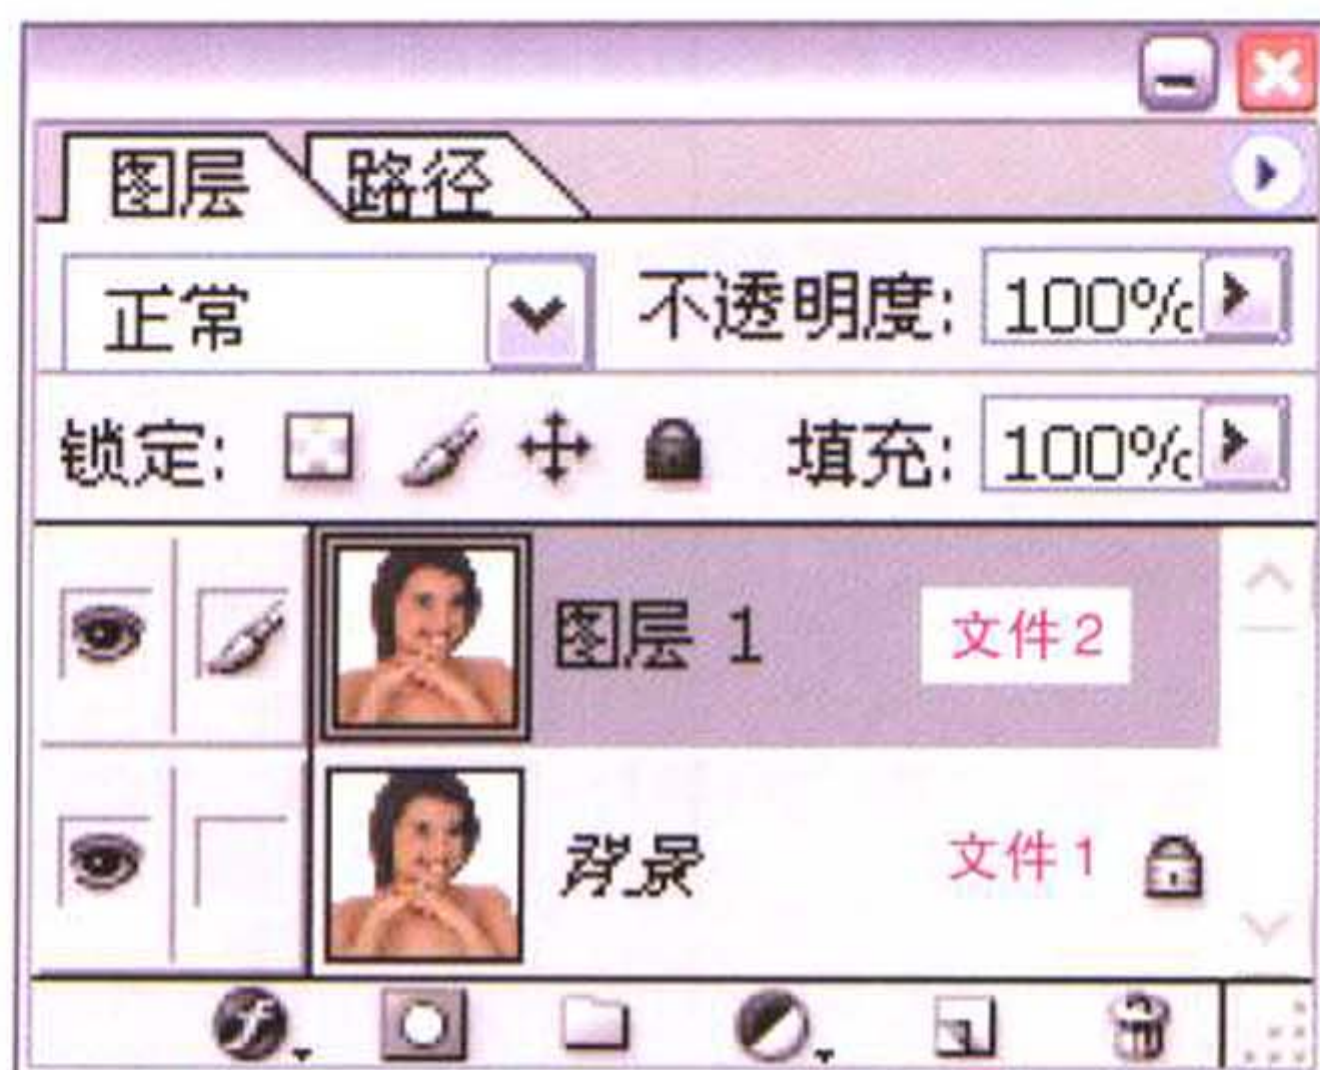 图层 路径
正常 不透明度: 100%
锁定: 填充: 100%
图层 1 文件2
背景 文件1